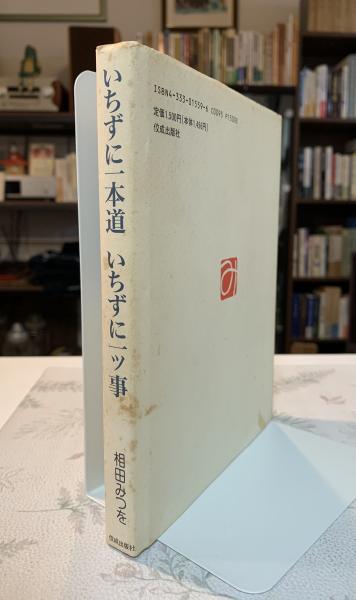 いちずに一本道 いちずに一ッ事
相田みつを
佼成出版社
ISBN4-333-01559-6 C0095 P1500E
定価1,500円(本体1,456円)
佼成出版社
み